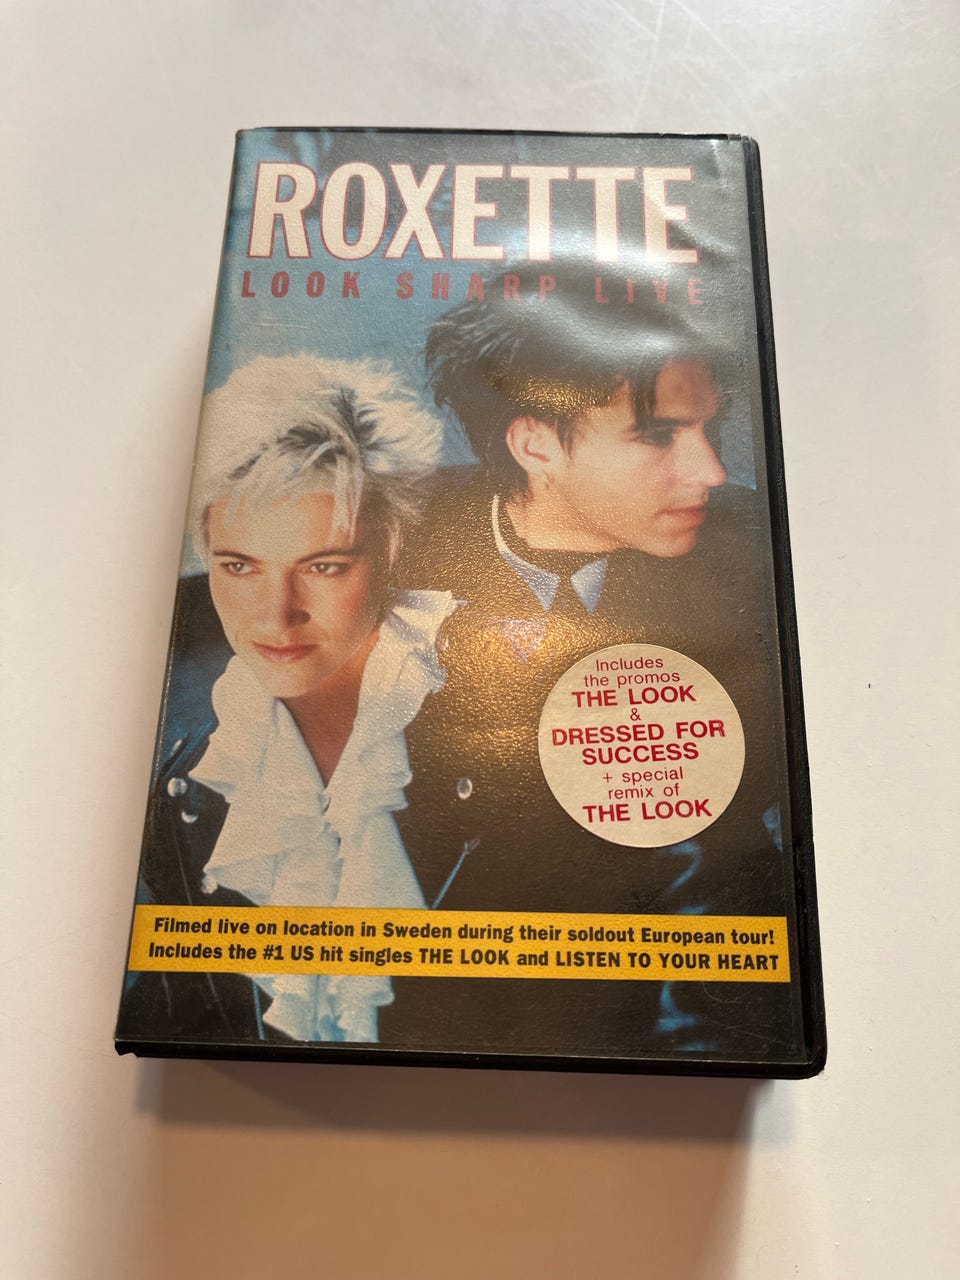 ROXETTE
LOOK SHARP LIVE
Includes
the promos
THE LOOK
&
DRESSED FOR
SUCCESS
+ special
remix of
THE LOOK
Filmed live on location in Sweden during their soldout European tour!
Includes the #1 US hit singles THE LOOK and LISTEN TO YOUR HEART